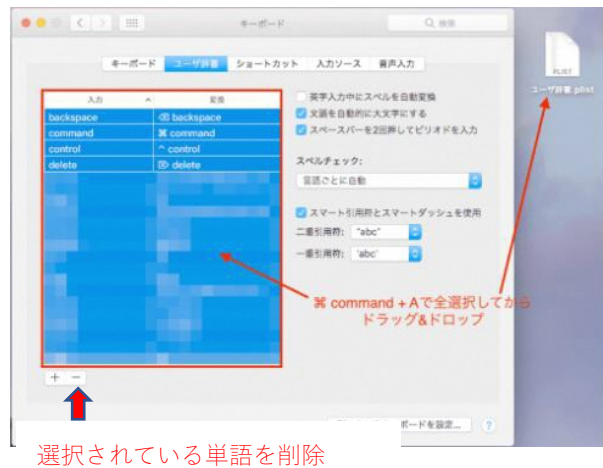 キーボード
検索
キーボード ユーザ辞書 ショートカット 入力ソース 音声入力
入力 変換
backspace ⌫ backspace
command ⌘ command
control ^ control
delete ⌦ delete
英字入力中にスペルを自動変換
文頭を自動的に大文字にする
スペースバーを2回押してピリオドを入力
スペルチェック:
言語ごとに自動
スマート引用符とスマートダッシュを使用
二重引用符: “abc”
一重引用符: ‘abc’
⌘ command + Aで全選択してから
ドラッグ&ドロップ
+ −
ボードを設定... ?
選択されている単語を削除
PLIST
ユーザ辞書.plist